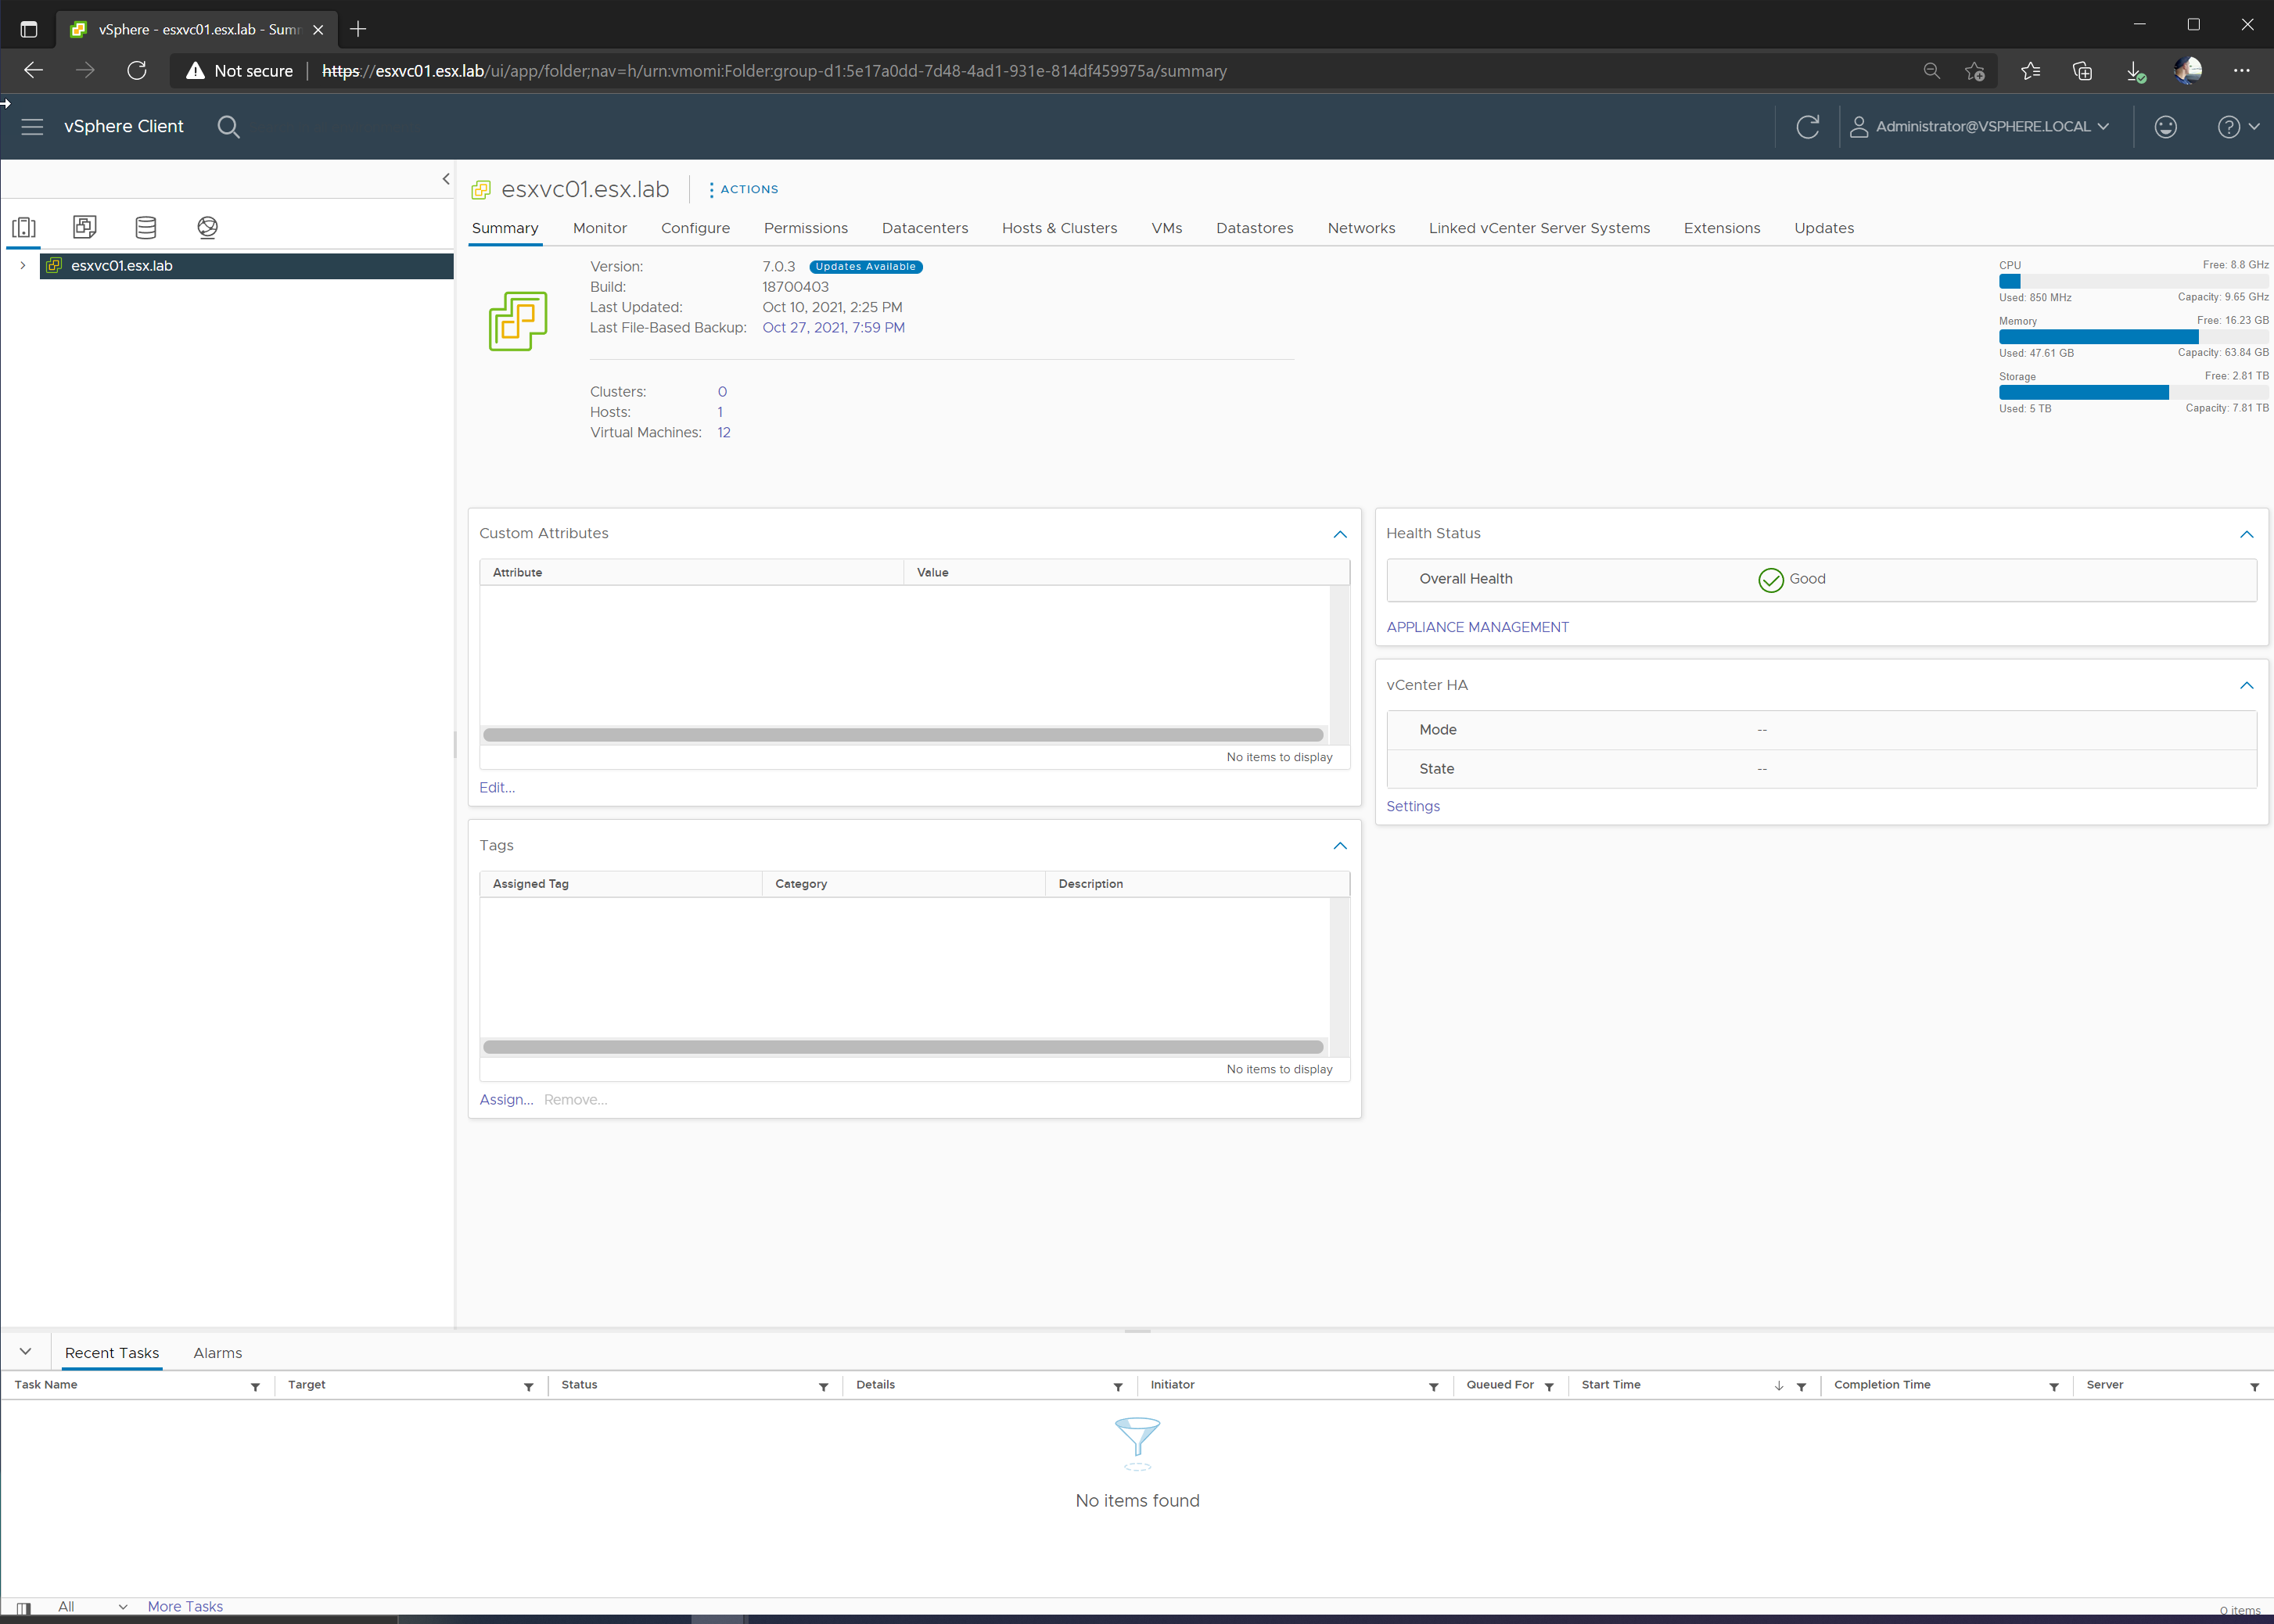 vSphere - esxvc01.esx.lab - Summ
Not secure https://esxvc01.esx.lab/ui/app/folder;nav=h/urn:vmomi:Folder:group-d1:5e17a0dd-7d48-4ad1-931e-814df459975a/summary
vSphere Client
Administrator@VSPHERE.LOCAL
esxvc01.esx.lab ACTIONS
Summary Monitor Configure Permissions Datacenters Hosts & Clusters VMs Datastores Networks Linked vCenter Server Systems Extensions Updates
esxvc01.esx.lab
Version: 7.0.3 Updates Available
Build: 18700403
Last Updated: Oct 10, 2021, 2:25 PM
Last File-Based Backup: Oct 27, 2021, 7:59 PM
Clusters: 0
Hosts: 1
Virtual Machines: 12
CPU Free: 8.8 GHz
Used: 850 MHz Capacity: 9.65 GHz
Memory Free: 16.23 GB
Used: 47.61 GB Capacity: 63.84 GB
Storage Free: 2.81 TB
Used: 5 TB Capacity: 7.81 TB
Custom Attributes
Attribute Value
No items to display
Edit...
Tags
Assigned Tag Category Description
No items to display
Assign... Remove...
Health Status
Overall Health Good
APPLIANCE MANAGEMENT
vCenter HA
Mode --
State --
Settings
Recent Tasks Alarms
Task Name Target Status Details Initiator Queued For Start Time Completion Time Server
No items found
All More Tasks
0 items